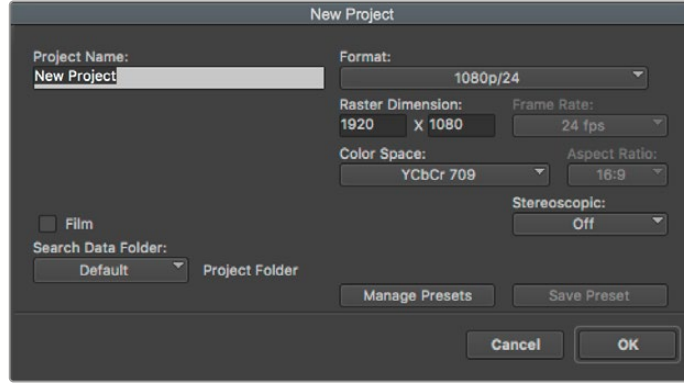 New Project
Project Name:
New Project
Format:
1080p/24
Raster Dimension:
Frame Rate:
1920 X 1080
24 fps
Color Space:
Aspect Ratio:
YCbCr 709
16:9
Stereoscopic:
Film
Off
Search Data Folder:
Default
Project Folder
Manage Presets
Save Preset
Cancel
OK